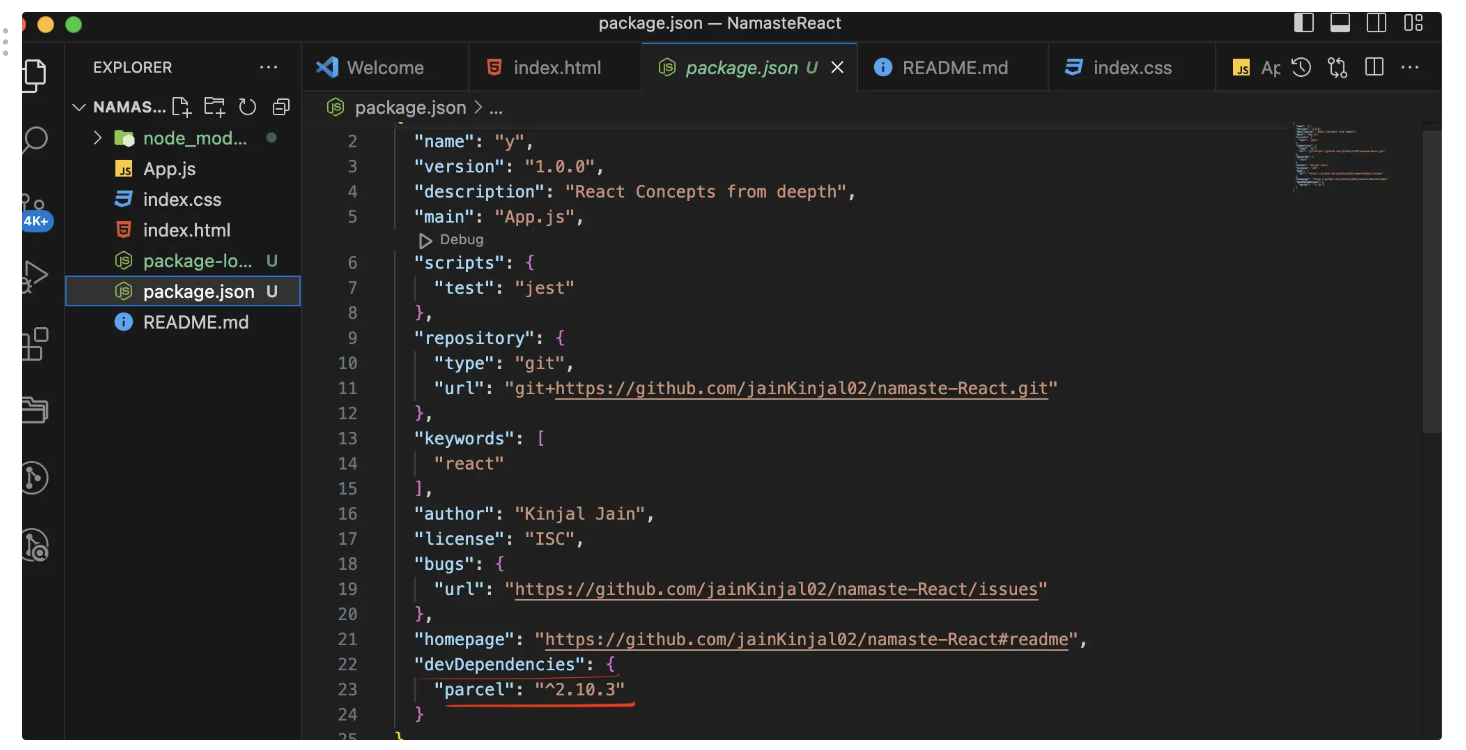 package.json — NamasteReact
EXPLORER ...
Welcome
index.html
package.json U
README.md
index.css
JS Ap
NAMAS...
package.json > ...
node_mod...
JS App.js
index.css
index.html
package-lo... U
package.json U
README.md
4K+
2 "name": "y",
3 "version": "1.0.0",
4 "description": "React Concepts from deepth",
5 "main": "App.js",
Debug
6 "scripts": {
7 "test": "jest"
8 },
9 "repository": {
10 "type": "git",
11 "url": "git+https://github.com/jainKinjal02/namaste-React.git"
12 },
13 "keywords": [
14 "react"
15 ],
16 "author": "Kinjal Jain",
17 "license": "ISC",
18 "bugs": {
19 "url": "https://github.com/jainKinjal02/namaste-React/issues"
20 },
21 "homepage": "https://github.com/jainKinjal02/namaste-React#readme",
22 "devDependencies": {
23 "parcel": "^2.10.3"
24 }
25 }